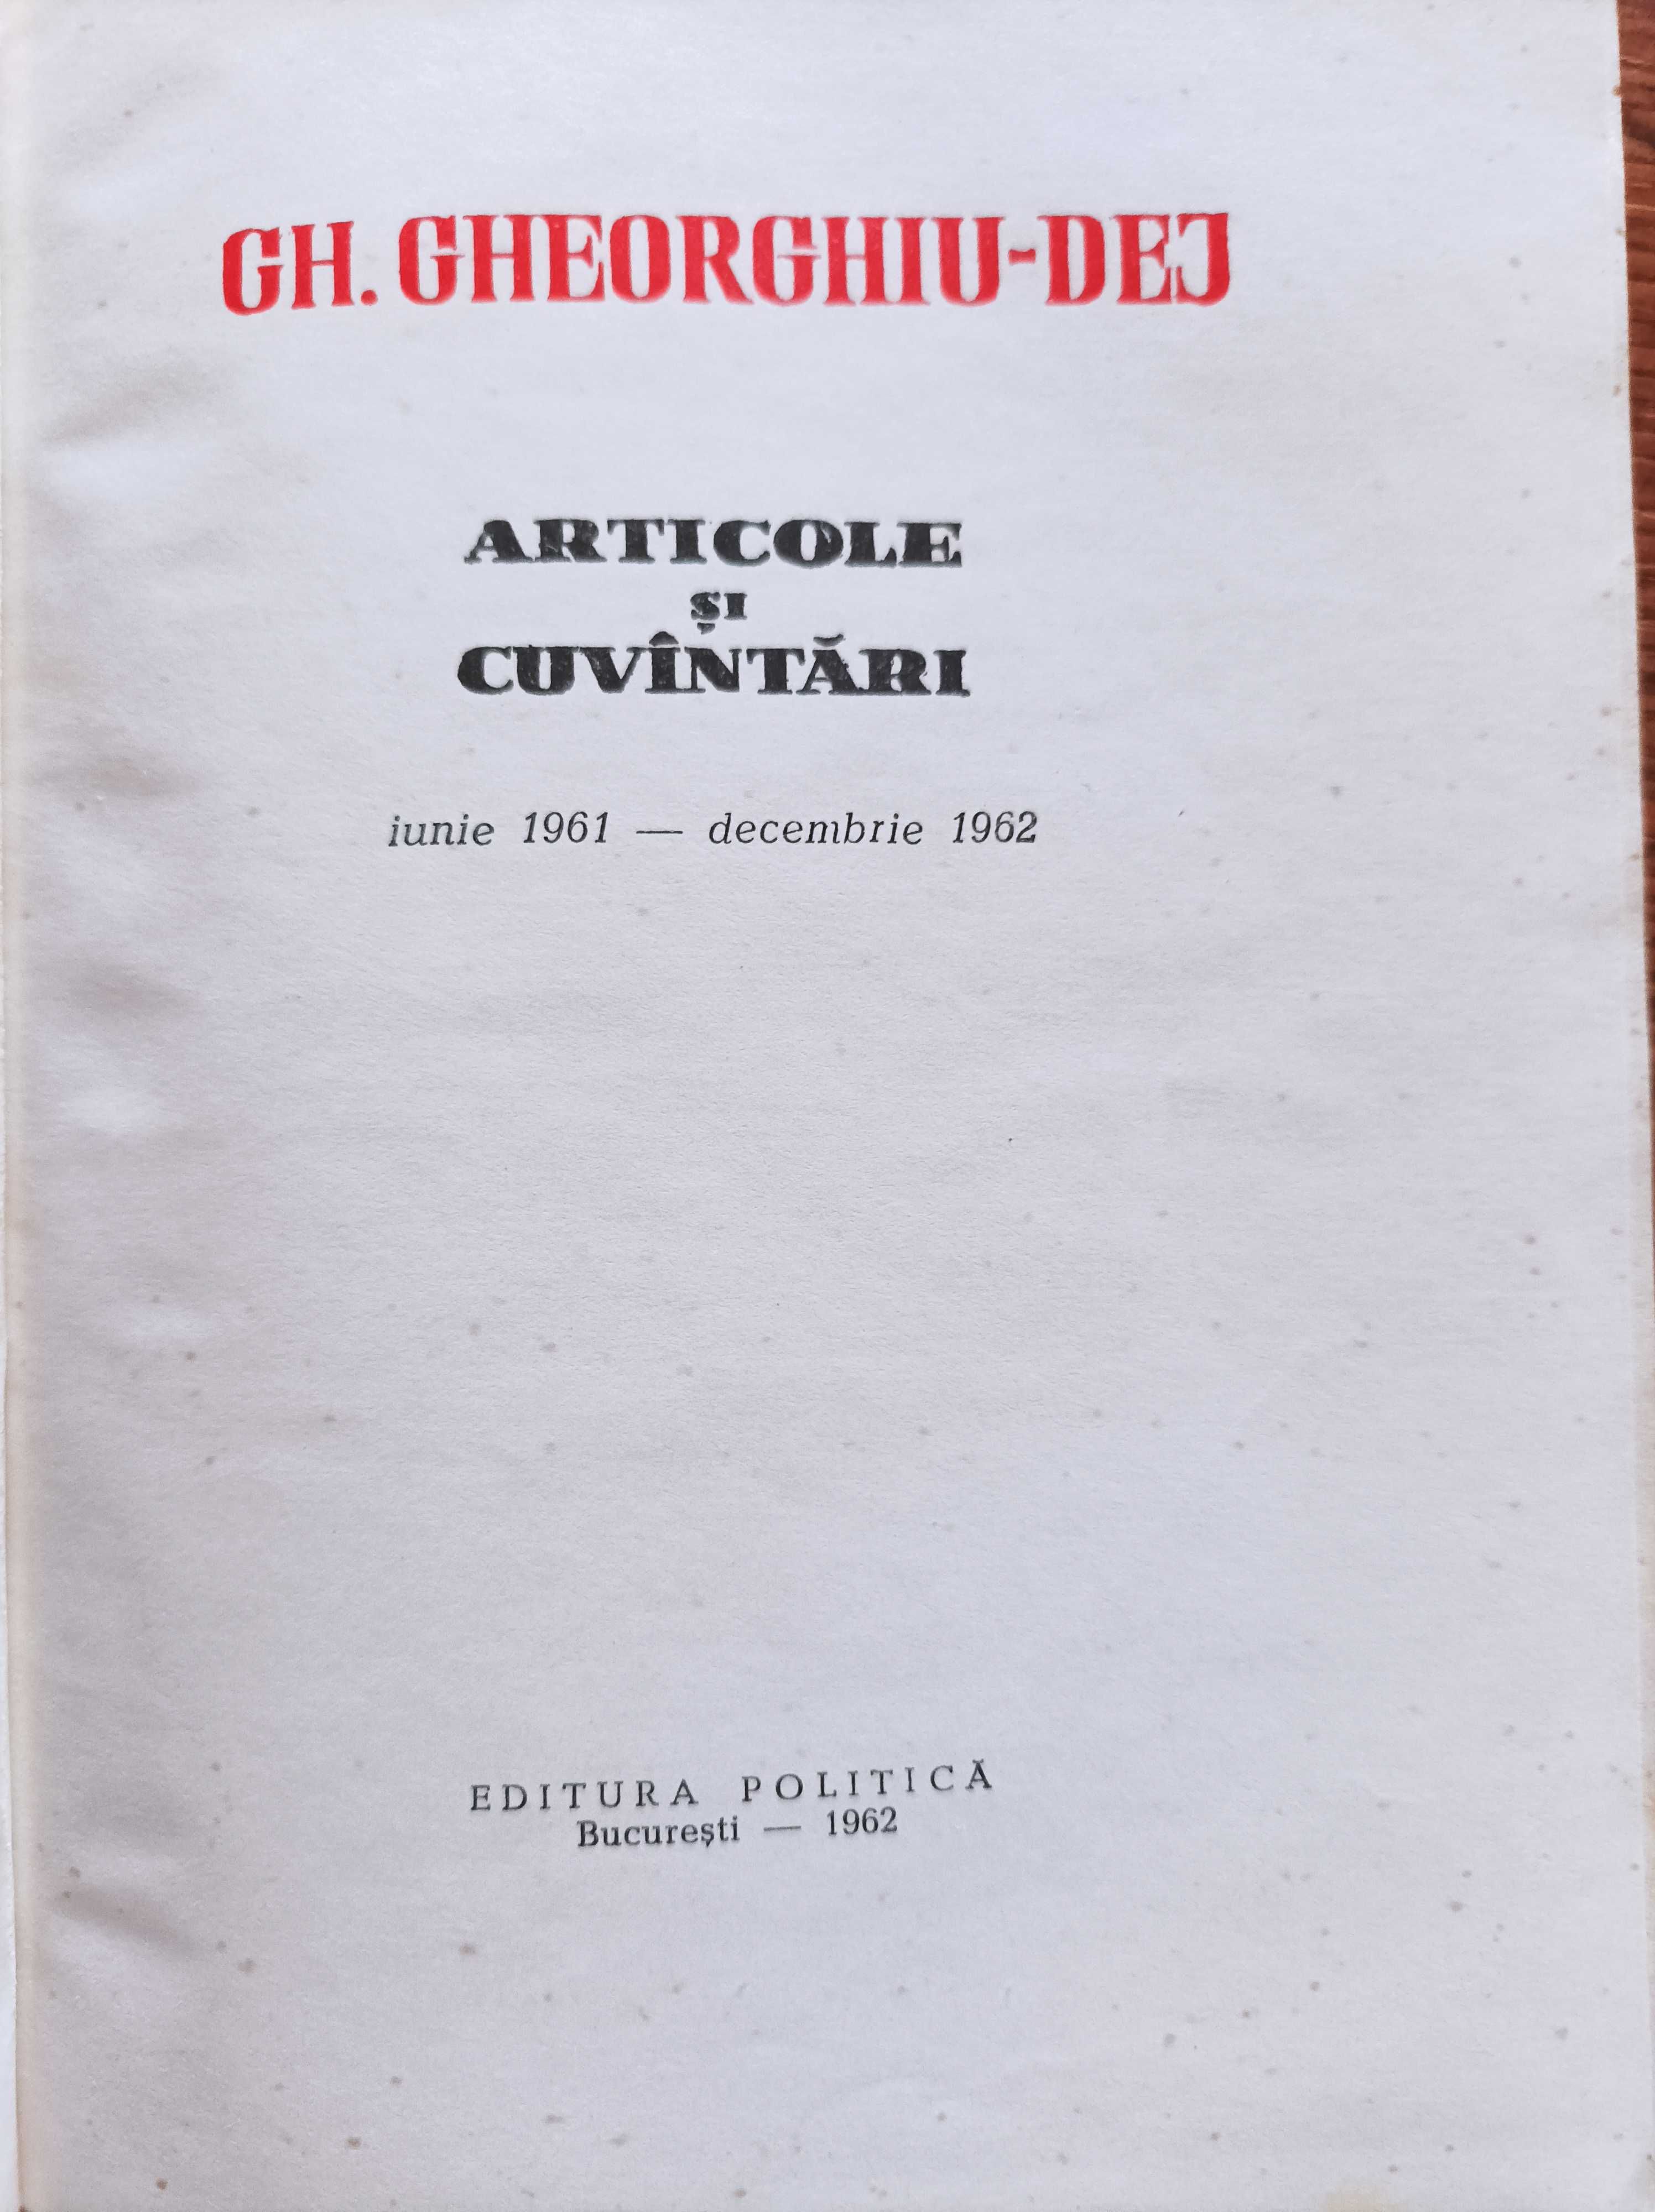 GH. GHEORGHIU-DEJ
ARTICOLE
ȘI
CUVÎNTĂRI
iunie 1961 — decembrie 1962
EDITURA POLITICĂ
București — 1962